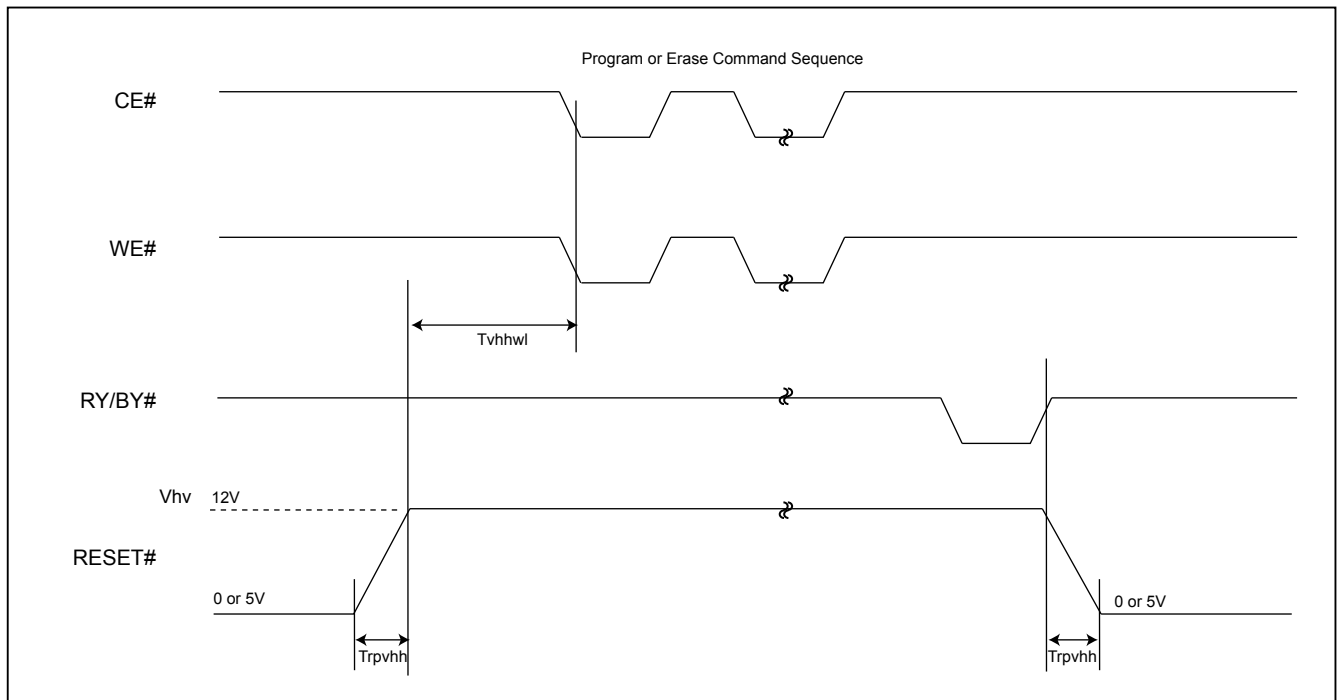 Program or Erase Command Sequence
CE#
WE#
Tvhhwl
RY/BY#
Vhv 12V
RESET#
0 or 5V
0 or 5V
Trpvhh
Trpvhh